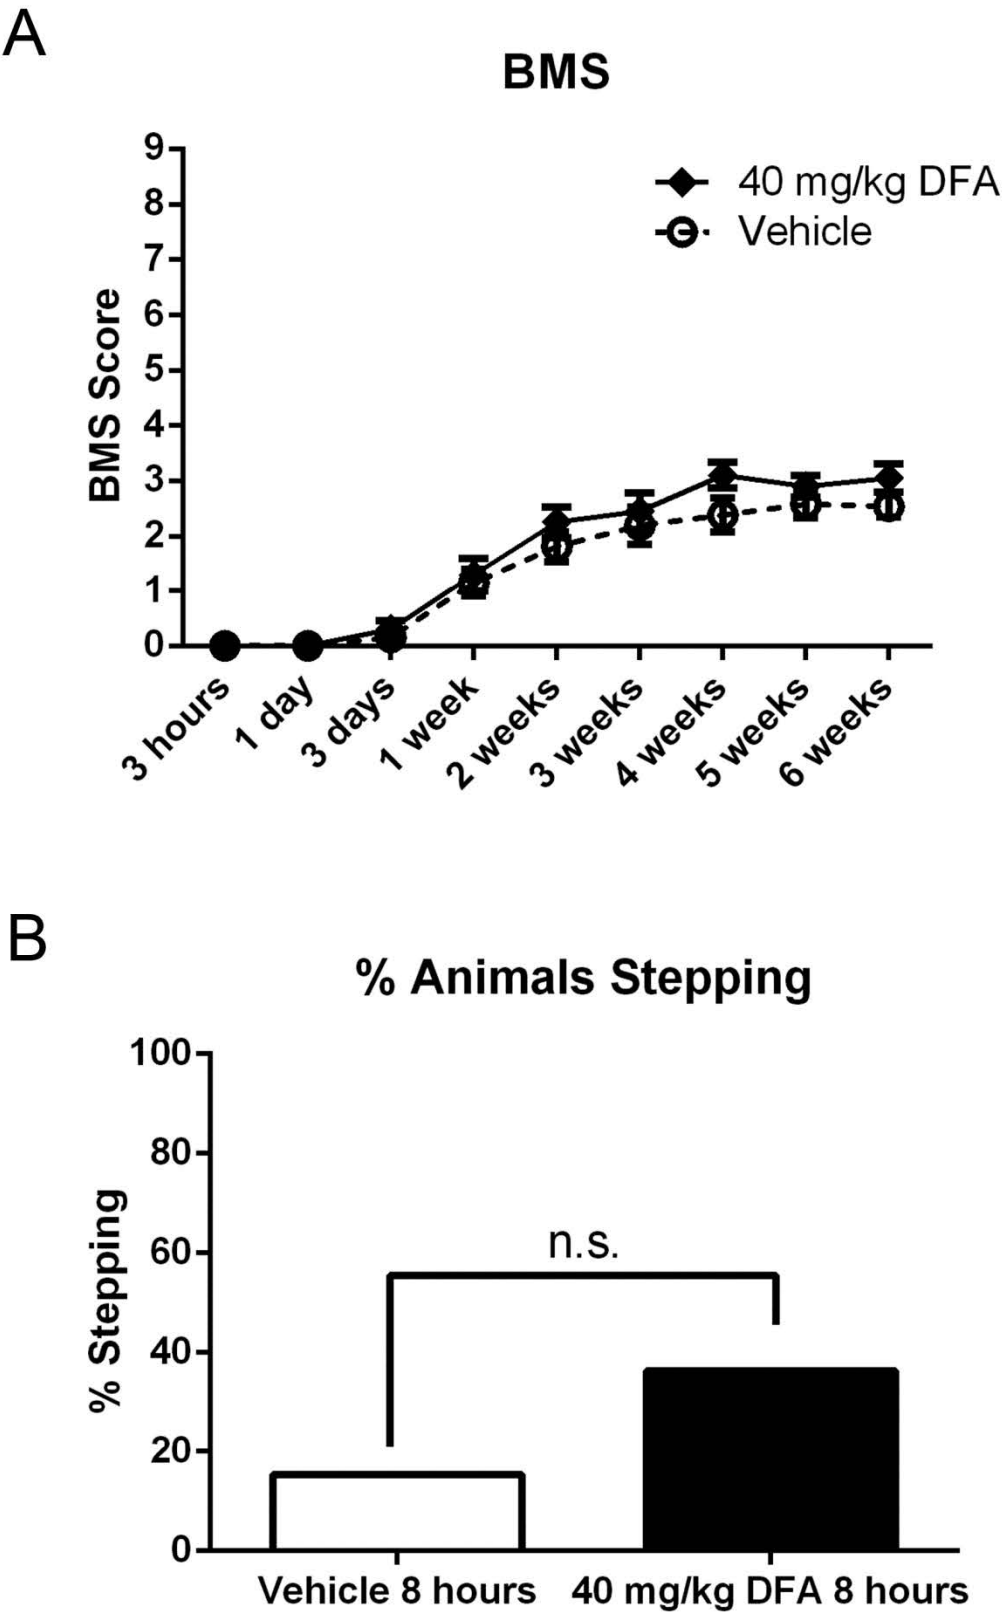 A
BMS
9
8
7
6
5
4
3
2
1
0
BMS Score
40 mg/kg DFA
Vehicle
3 hours
1 day
3 days
1 week
2 weeks
3 weeks
4 weeks
5 weeks
6 weeks
B
% Animals Stepping
100
80
60
40
20
0
% Stepping
n.s.
Vehicle 8 hours
40 mg/kg DFA 8 hours